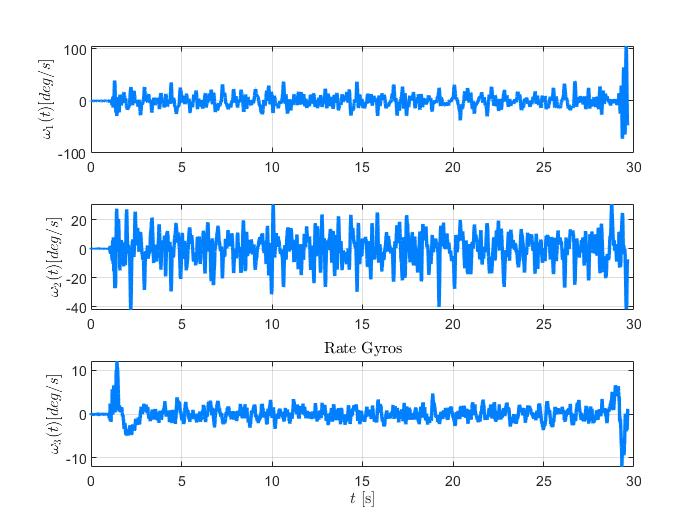 100
0
-100
ω₁(t)[deg/s]
0 5 10 15 20 25 30
20
0
-20
-40
ω₂(t)[deg/s]
0 5 10 15 20 25 30
Rate Gyros
10
0
-10
ω₃(t)[deg/s]
0 5 10 15 20 25 30
t [s]